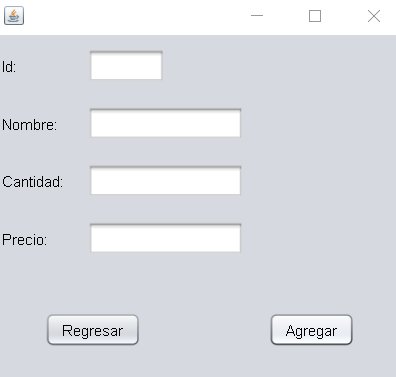 Id:
Nombre:
Cantidad:
Precio:
Regresar Agregar